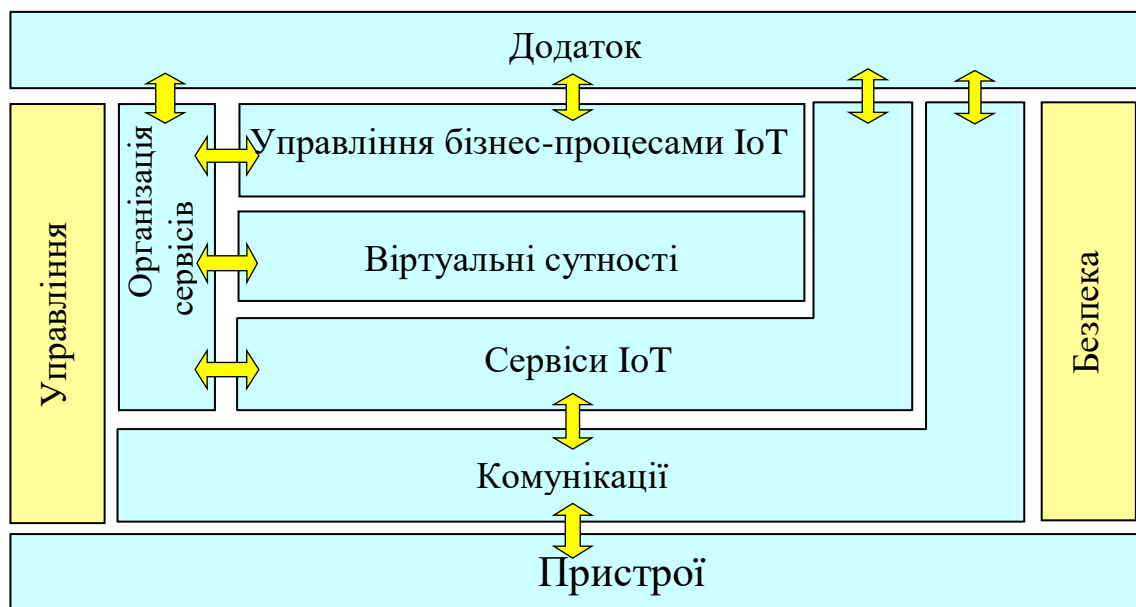 Додаток
Управління
Організація
сервісів
Управління бізнес-процесами IoT
Віртуальні сутності
Сервіси IoT
Комунікації
Безпека
Пристрої